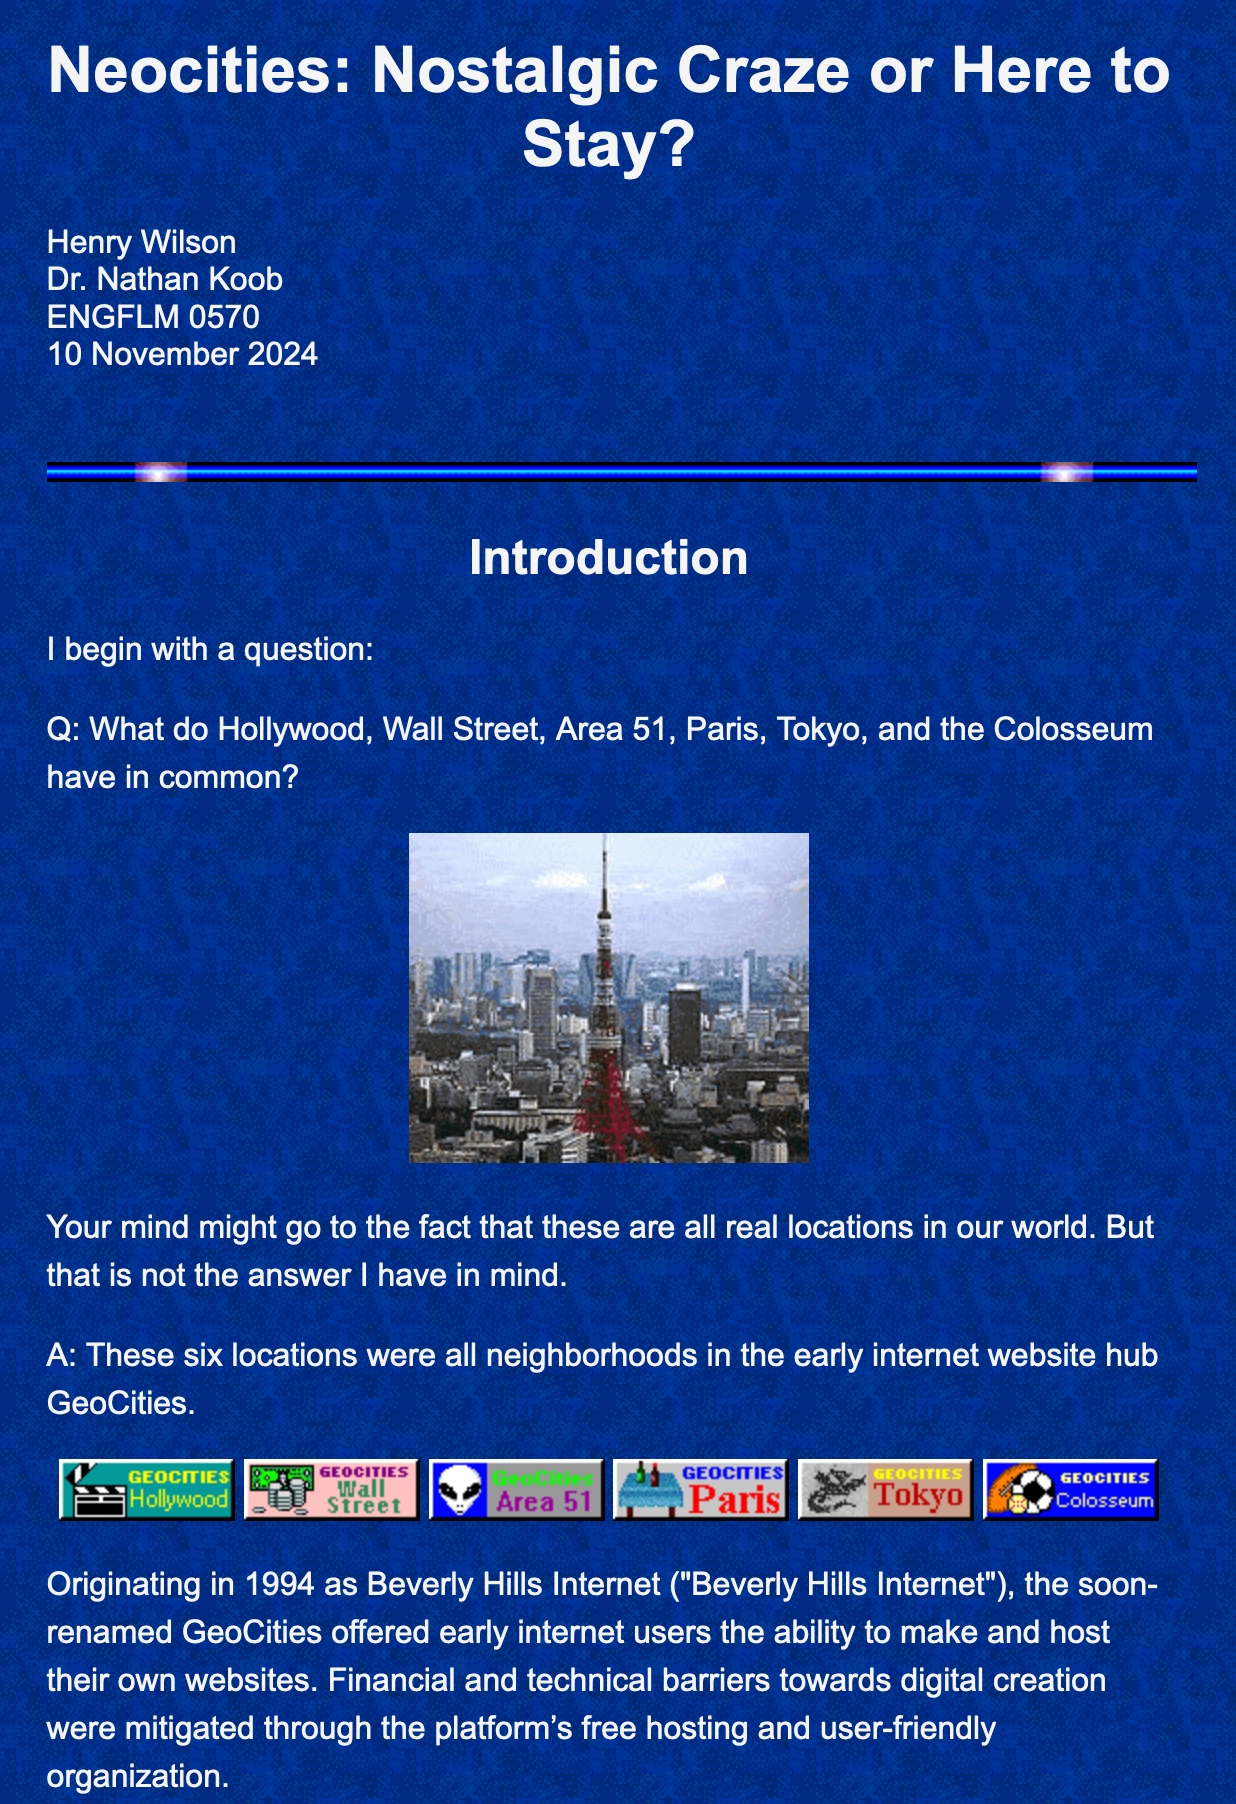 Neocities: Nostalgic Craze or Here to
Stay?
Henry Wilson
Dr. Nathan Koob
ENGFLM 0570
10 November 2024
Introduction
I begin with a question:
Q: What do Hollywood, Wall Street, Area 51, Paris, Tokyo, and the Colosseum
have in common?
Your mind might go to the fact that these are all real locations in our world. But
that is not the answer I have in mind.
A: These six locations were all neighborhoods in the early internet website hub
GeoCities.
GEOCITIES
Hollywood
GEOCITIES
Wall
Street
GeoCities
Area 51
GEOCITIES
Paris
GEOCITIES
Tokyo
GEOCITIES
Colosseum
Originating in 1994 as Beverly Hills Internet ("Beverly Hills Internet"), the soon-
renamed GeoCities offered early internet users the ability to make and host
their own websites. Financial and technical barriers towards digital creation
were mitigated through the platform’s free hosting and user-friendly
organization.